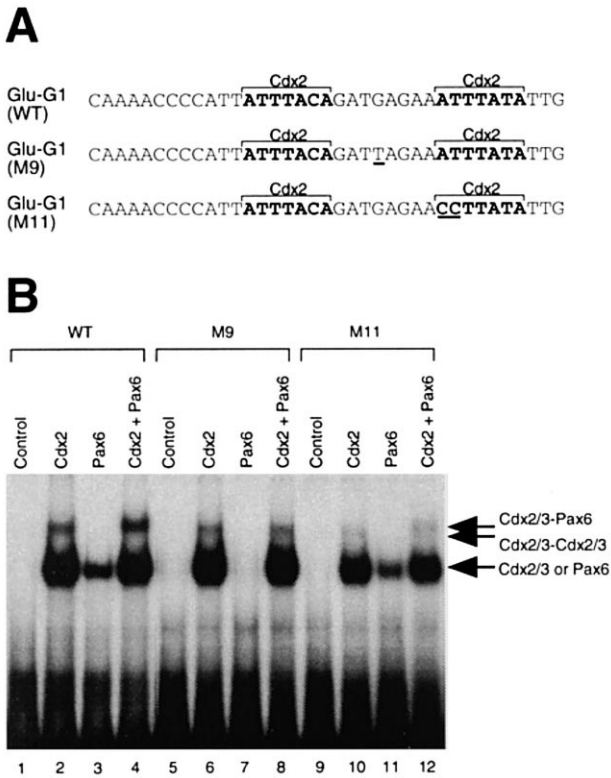 A
Cdx2 Cdx2
Glu-G1 CAAAACCCCATTATTTACAGATGAGAAATTTATATTG
(WT)
Cdx2 Cdx2
Glu-G1 CAAAACCCCATTATTTACAGATTAGAAATTTATATTG
(M9)
Cdx2 Cdx2
Glu-G1 CAAAACCCCATTATTTACAGATGAGAACCTTATATTG
(M11)
B
WT M9 M11
Control Cdx2 Pax6 Cdx2 + Pax6 Control Cdx2 Pax6 Cdx2 + Pax6 Control Cdx2 Pax6 Cdx2 + Pax6
Cdx2/3-Pax6
Cdx2/3-Cdx2/3
Cdx2/3 or Pax6
1 2 3 4 5 6 7 8 9 10 11 12